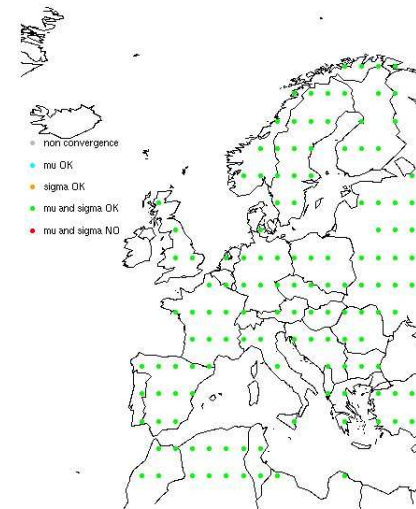 non convergence
mu OK
sigma OK
mu and sigma OK
mu and sigma NO